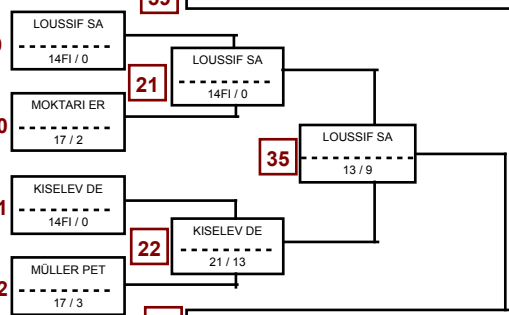 LOUSSIF SA
14FI / 0
MOKTARI ER
17 / 2
KISELEV DE
14FI / 0
MÜLLER PET
17 / 3
21
LOUSSIF SA
14FI / 0
22
KISELEV DE
21 / 13
35
LOUSSIF SA
13 / 9